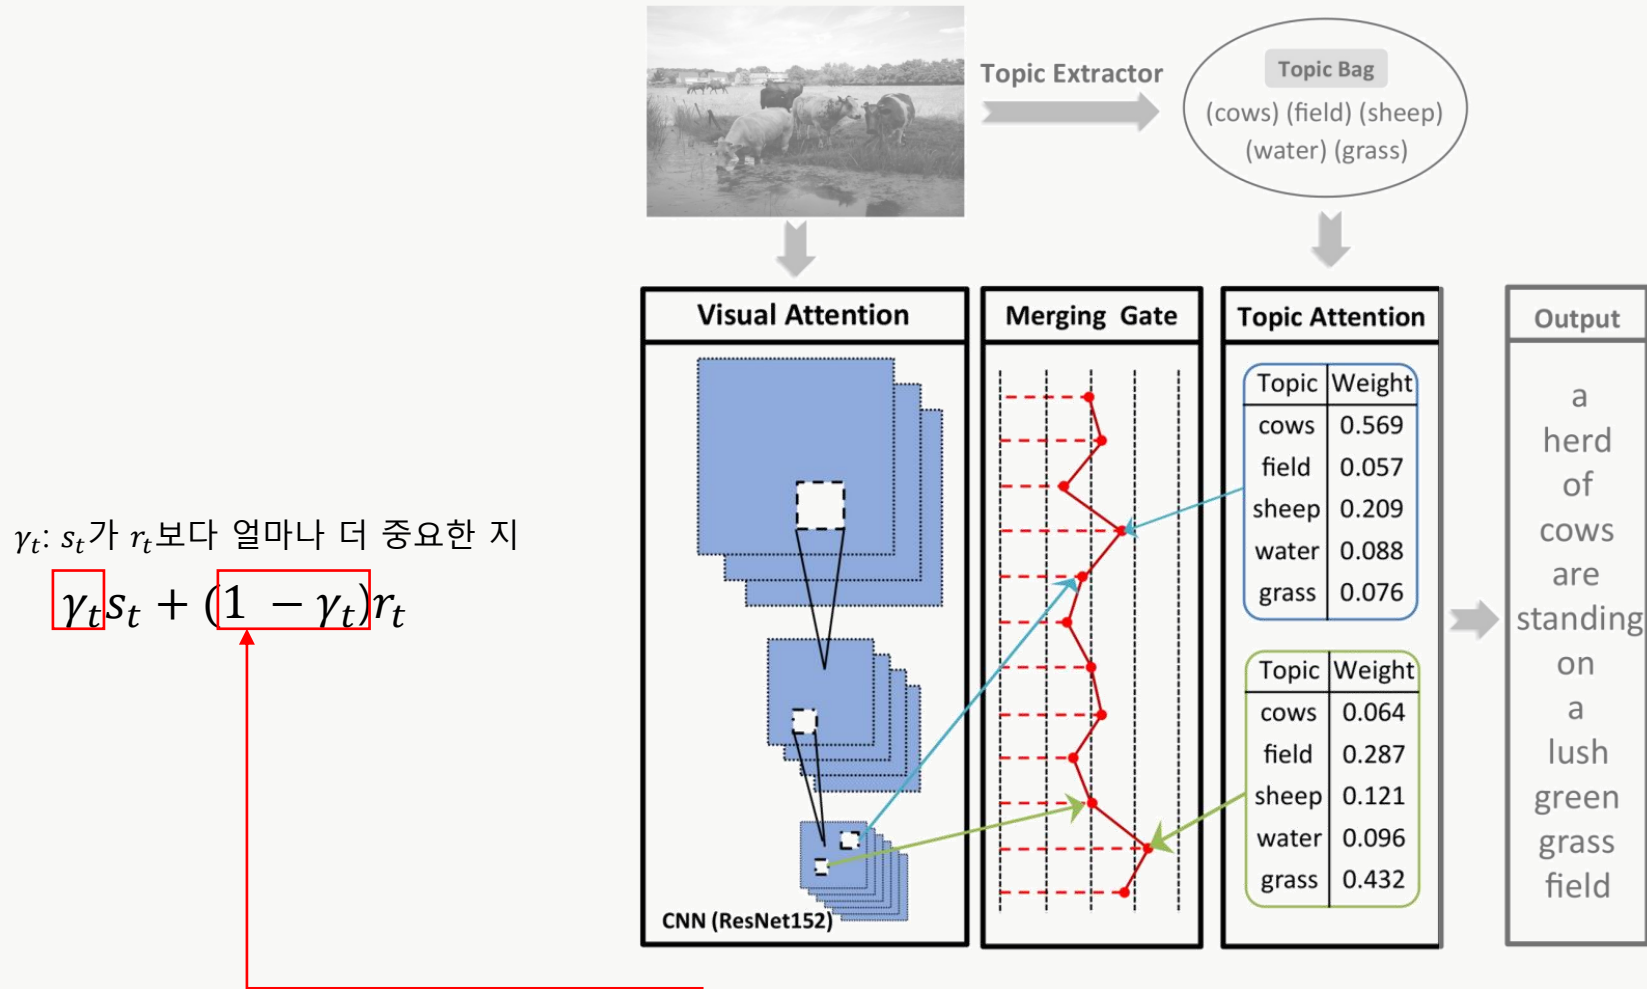 Topic Extractor
Topic Bag
(cows) (field) (sheep)
(water) (grass)
γₜ: sₜ가 rₜ보다 얼마나 더 중요한 지
γₜsₜ + (1 − γₜ)rₜ
Visual Attention
CNN (ResNet152)
Merging Gate
Topic Attention
Topic Weight
cows 0.569
field 0.057
sheep 0.209
water 0.088
grass 0.076
Topic Weight
cows 0.064
field 0.287
sheep 0.121
water 0.096
grass 0.432
Output
a
herd
of
cows
are
standing
on
a
lush
green
grass
field